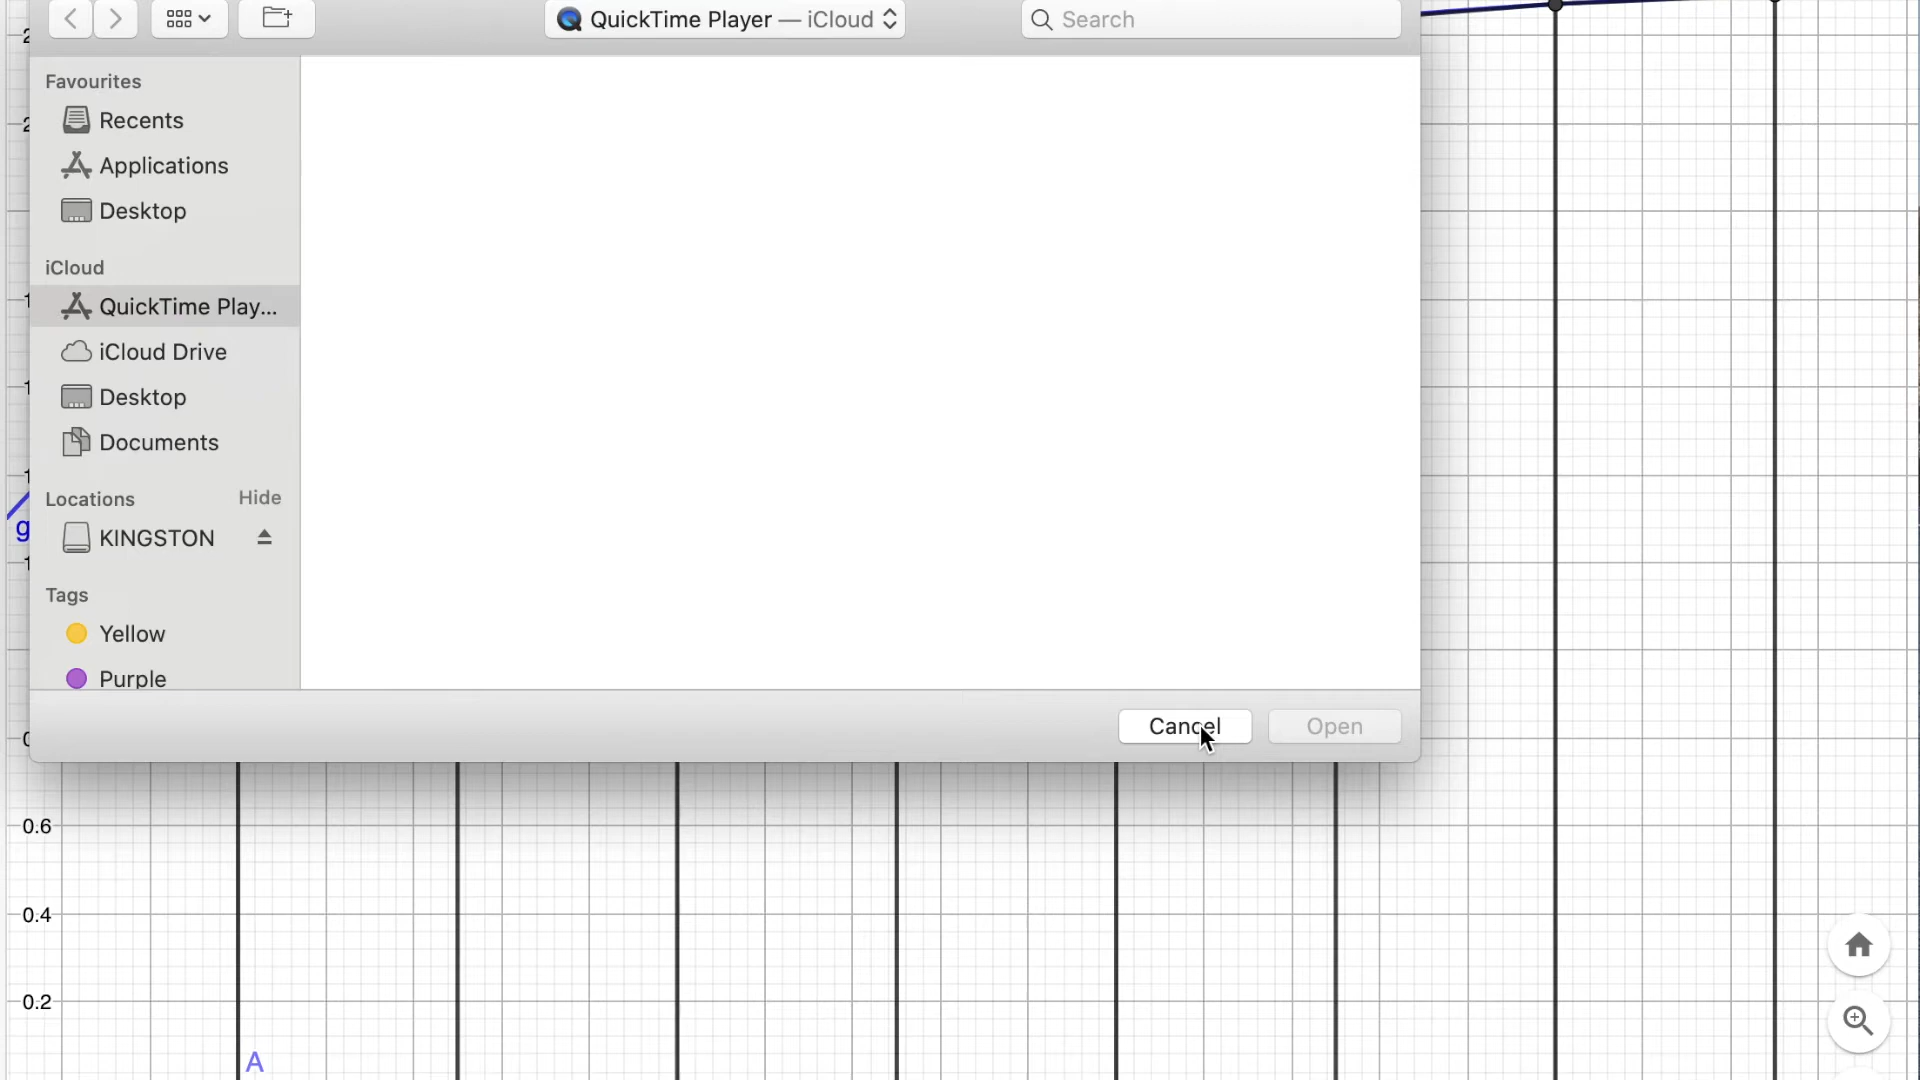 QuickTime Player — iCloud
Search
Favourites
Recents
Applications
Desktop
iCloud
QuickTime Play...
iCloud Drive
Desktop
Documents
Locations Hide
g
KINGSTON
Tags
Yellow
Purple
Cancel Open
0.6
0.4
0.2
A